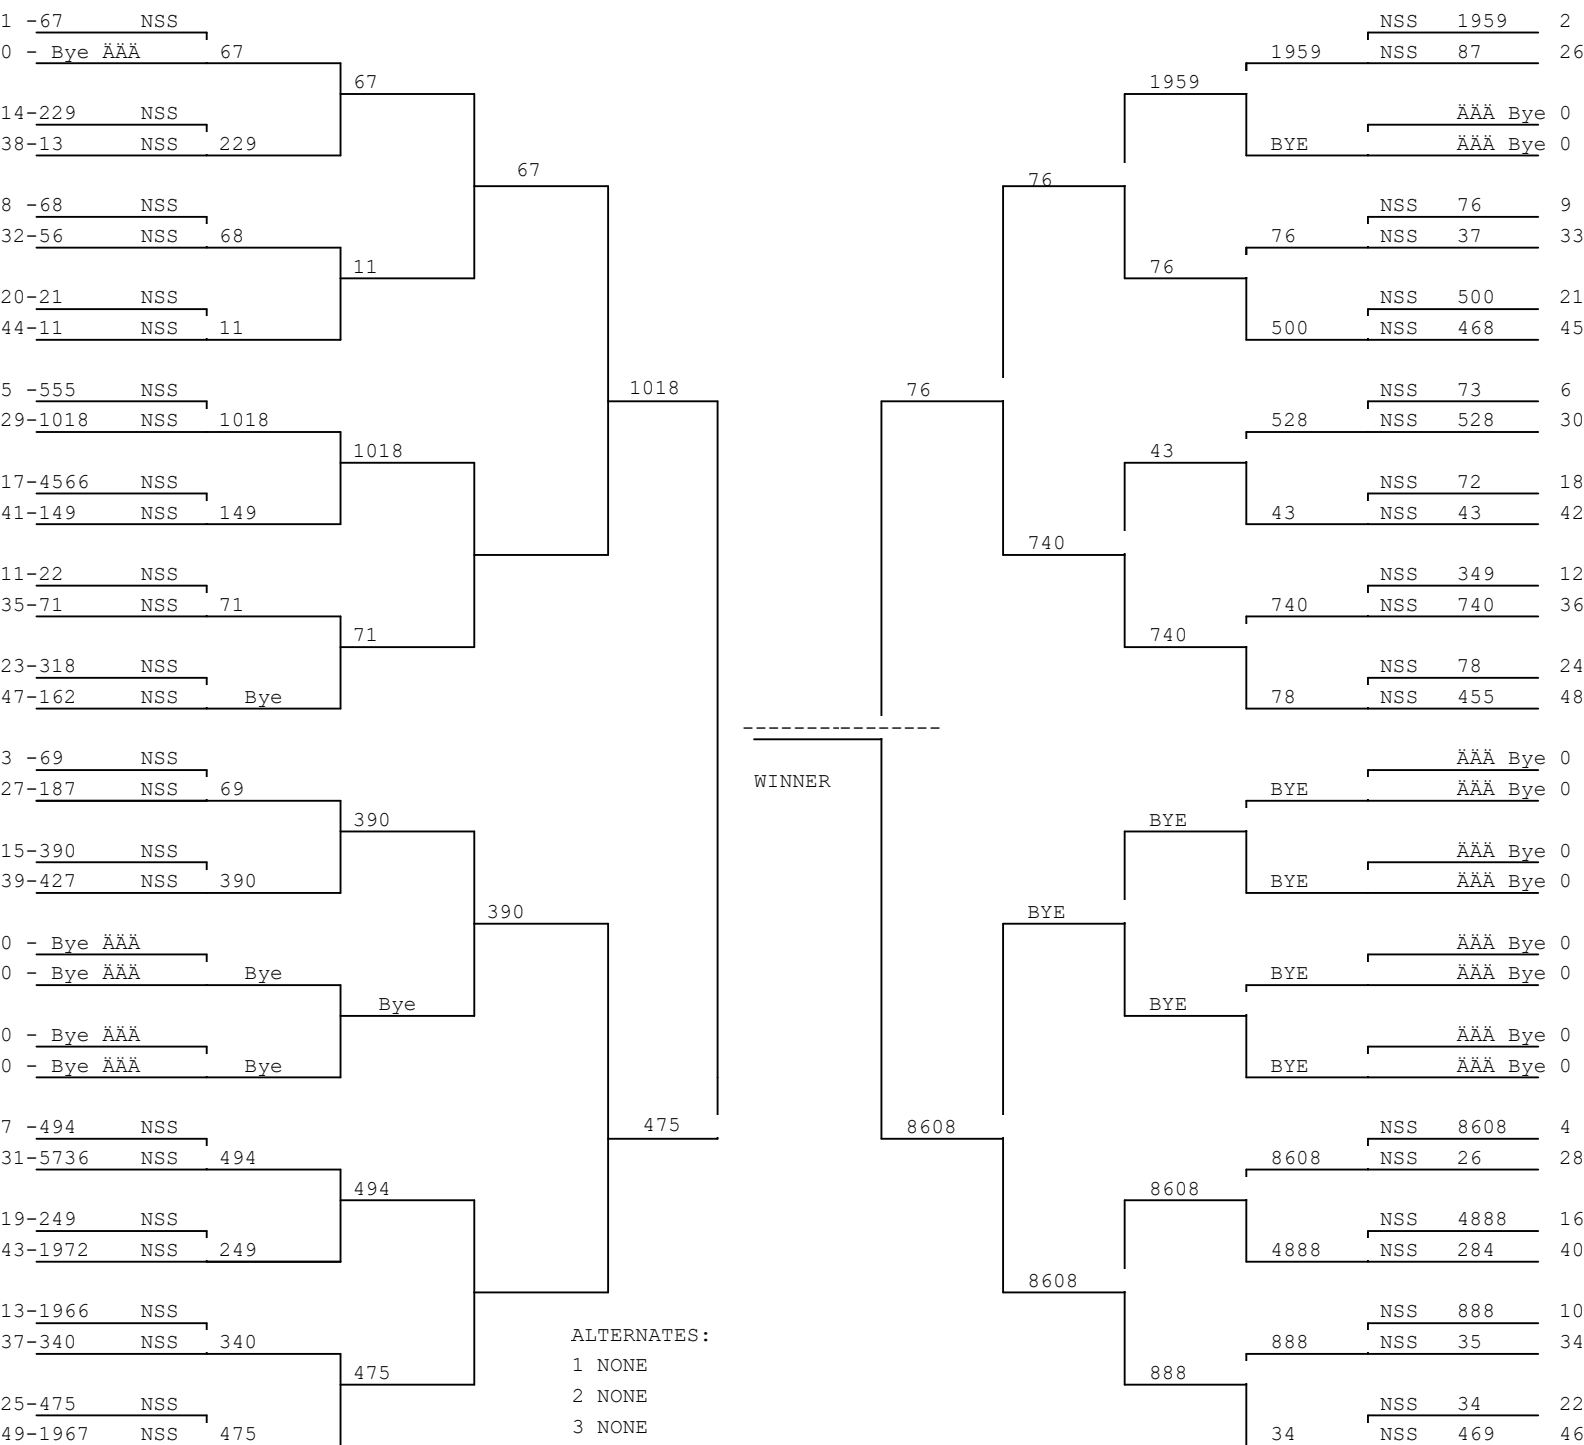 1 -67 NSS NSS 1959 2
0 - Bye ÄÄÄ 67 1959 NSS 87 26
67 1959
14-229 NSS ÄÄÄ Bye 0
38-13 NSS 229 BYE ÄÄÄ Bye 0
67 76
8 -68 NSS NSS 76 9
32-56 NSS 68 76 NSS 37 33
11 76
20-21 NSS NSS 500 21
44-11 NSS 11 500 NSS 468 45
5 -555 NSS 1018 76 NSS 73 6
29-1018 NSS 1018 528 NSS 528 30
1018 43
17-4566 NSS NSS 72 18
41-149 NSS 149 43 NSS 43 42
740
11-22 NSS NSS 349 12
35-71 NSS 71 740 NSS 740 36
71 740
23-318 NSS NSS 78 24
47-162 NSS Bye 78 NSS 455 48
---------------------
3 -69 NSS ÄÄÄ Bye 0
WINNER
27-187 NSS 69 BYE ÄÄÄ Bye 0
390 BYE
15-390 NSS ÄÄÄ Bye 0
39-427 NSS 390 BYE ÄÄÄ Bye 0
390 BYE
0 - Bye ÄÄÄ ÄÄÄ Bye 0
0 - Bye ÄÄÄ Bye BYE ÄÄÄ Bye 0
Bye BYE
0 - Bye ÄÄÄ ÄÄÄ Bye 0
0 - Bye ÄÄÄ Bye BYE ÄÄÄ Bye 0
7 -494 NSS 475 8608 NSS 8608 4
31-5736 NSS 494 8608 NSS 26 28
494 8608
19-249 NSS NSS 4888 16
43-1972 NSS 249 4888 NSS 284 40
8608
13-1966 NSS NSS 888 10
ALTERNATES:
37-340 NSS 340 888 NSS 35 34
1 NONE
475 888
2 NONE
25-475 NSS NSS 34 22
3 NONE
49-1967 NSS 475 34 NSS 469 46